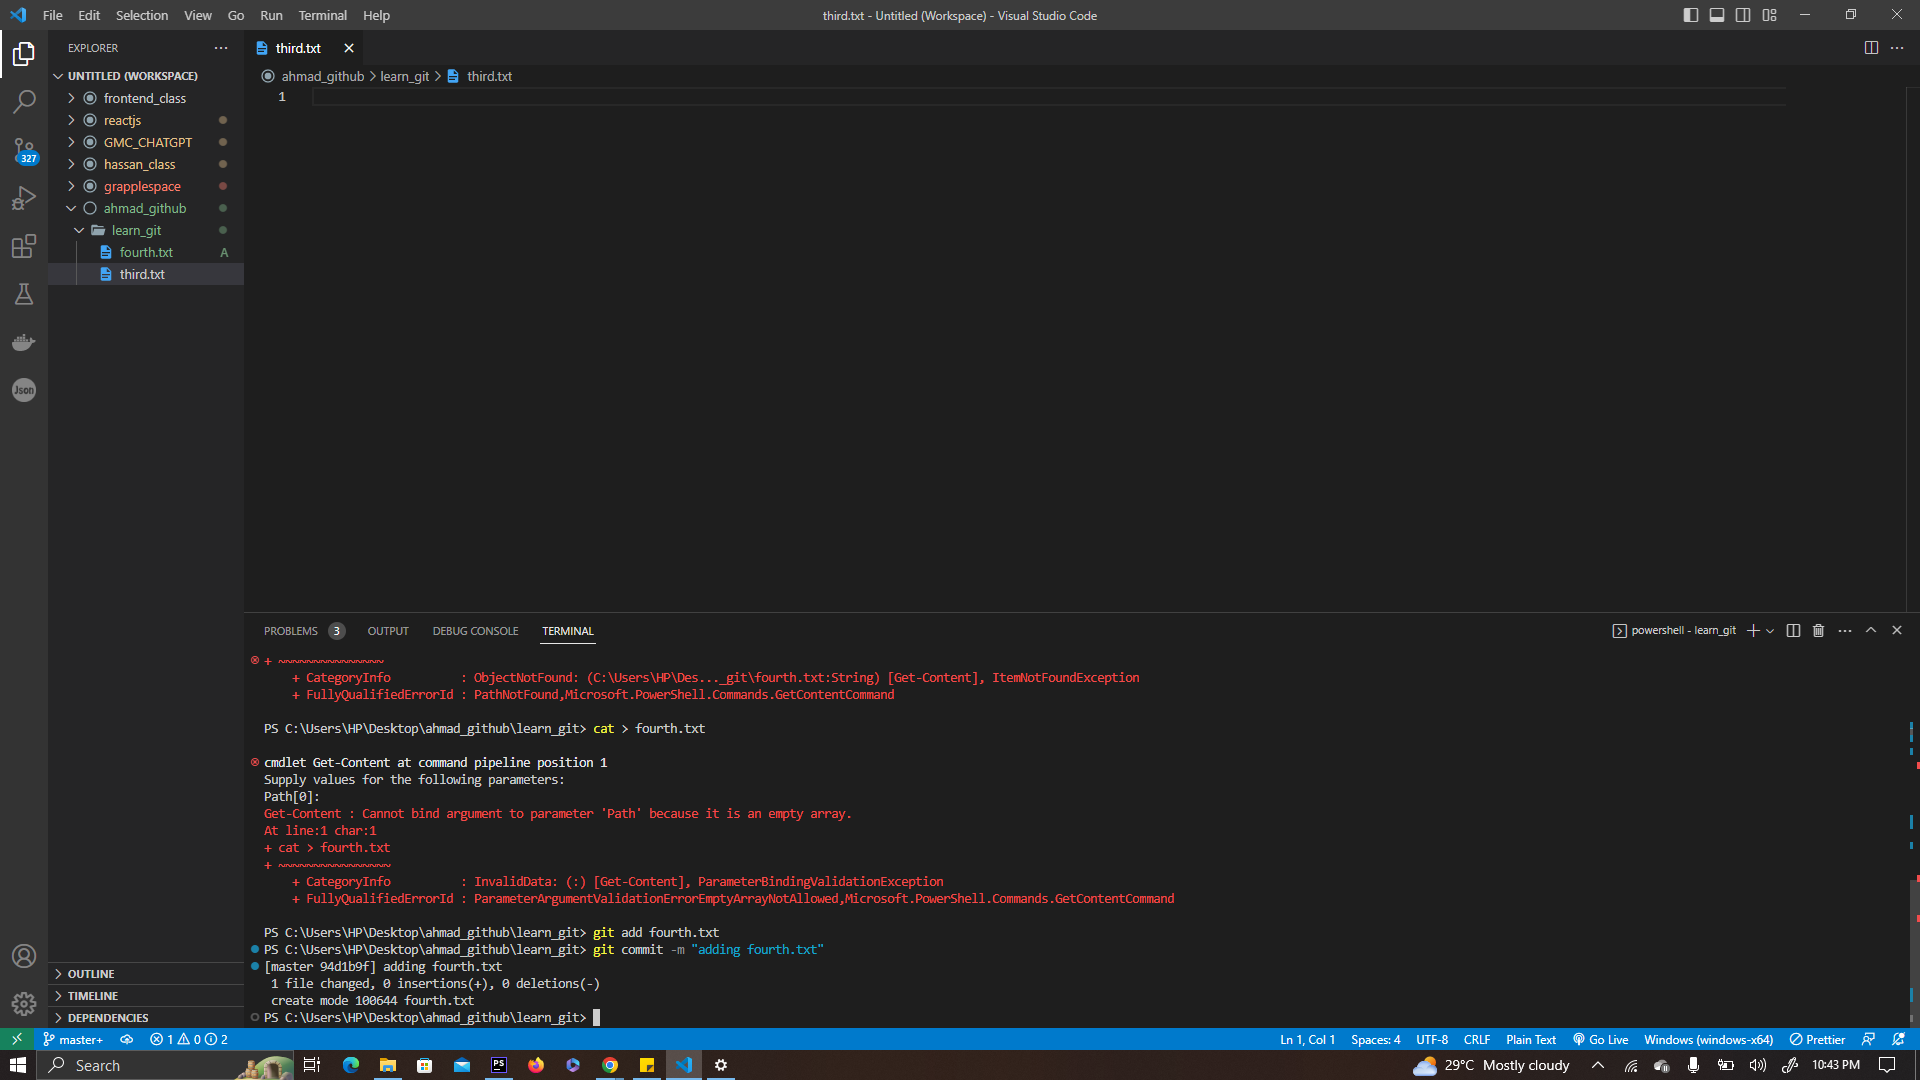 File Edit Selection View Go Run Terminal Help
third.txt - Untitled (Workspace) - Visual Studio Code
EXPLORER
UNTITLED (WORKSPACE)
frontend_class
reactjs
GMC_CHATGPT
hassan_class
grapplespace
ahmad_github
learn_git
fourth.txt A
third.txt
327
Json
OUTLINE
TIMELINE
DEPENDENCIES
third.txt
ahmad_github > learn_git > third.txt
1
PROBLEMS 3 OUTPUT DEBUG CONSOLE TERMINAL
powershell - learn_git
+ ~~~~~~~~~~~~~~~
+ CategoryInfo : ObjectNotFound: (C:\Users\HP\Des..._git\fourth.txt:String) [Get-Content], ItemNotFoundException
+ FullyQualifiedErrorId : PathNotFound,Microsoft.PowerShell.Commands.GetContentCommand
PS C:\Users\HP\Desktop\ahmad_github\learn_git> cat > fourth.txt
cmdlet Get-Content at command pipeline position 1
Supply values for the following parameters:
Path[0]:
Get-Content : Cannot bind argument to parameter 'Path' because it is an empty array.
At line:1 char:1
+ cat > fourth.txt
+ ~~~~~~~~~~~~~~~~
+ CategoryInfo : InvalidData: (:) [Get-Content], ParameterBindingValidationException
+ FullyQualifiedErrorId : ParameterArgumentValidationErrorEmptyArrayNotAllowed,Microsoft.PowerShell.Commands.GetContentCommand
PS C:\Users\HP\Desktop\ahmad_github\learn_git> git add fourth.txt
PS C:\Users\HP\Desktop\ahmad_github\learn_git> git commit -m "adding fourth.txt"
[master 94d1b9f] adding fourth.txt
1 file changed, 0 insertions(+), 0 deletions(-)
create mode 100644 fourth.txt
PS C:\Users\HP\Desktop\ahmad_github\learn_git>
master+ 1 0 2
Ln 1, Col 1 Spaces: 4 UTF-8 CRLF Plain Text Go Live Windows (windows-x64) Prettier
Search
PS
29°C Mostly cloudy
10:43 PM